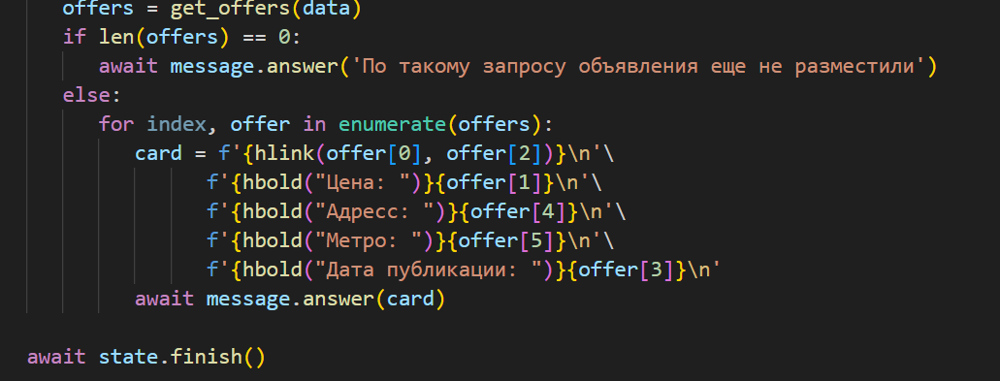 offers = get_offers(data)
if len(offers) == 0:
await message.answer('По такому запросу объявления еще не разместили')
else:
for index, offer in enumerate(offers):
card = f'{hlink(offer[0], offer[2])}\n'\
f'{hbold("Цена: ")}{offer[1]}\n'\
f'{hbold("Адресс: ")}{offer[4]}\n'\
f'{hbold("Метро: ")}{offer[5]}\n'\
f'{hbold("Дата публикации: ")}{offer[3]}\n'
await message.answer(card)
await state.finish()